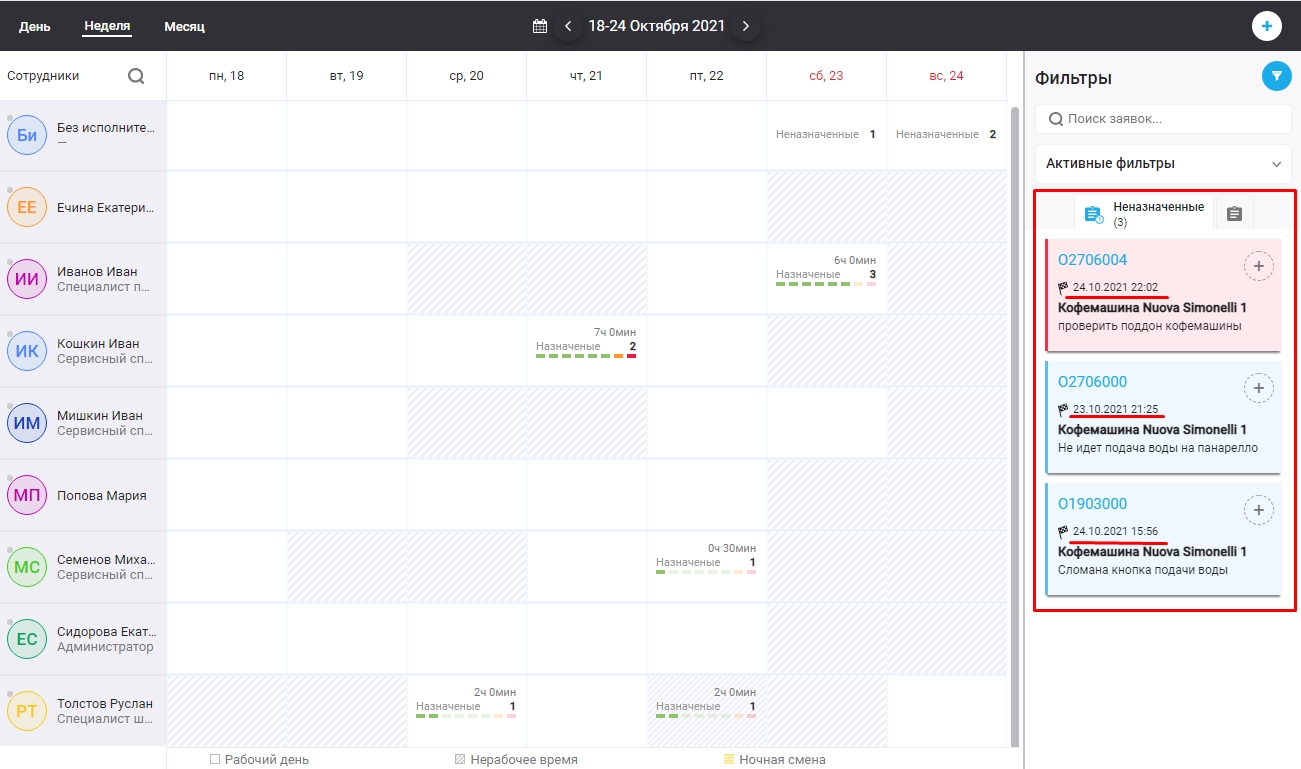 День Неделя Месяц 18-24 Октября 2021
Сотрудники пн, 18 вт, 19 ср, 20 чт, 21 пт, 22 сб, 23 вс, 24
Би Без исполните...
—
Неназначенные 1 Неназначенные 2
ЕЕ Ечина Екатери...
ИИ Иванов Иван
Специалист п...
6ч 0мин
Назначеные 3
ИК Кошкин Иван
Сервисный сп...
7ч 0мин
Назначеные 2
ИМ Мишкин Иван
Сервисный сп...
МП Попова Мария
МС Семенов Миха...
Сервисный сп...
0ч 30мин
Назначеные 1
ЕС Сидорова Екат...
Администратор
РТ Толстов Руслан
Специалист ш...
2ч 0мин
Назначеные 1
2ч 0мин
Назначеные 1
Рабочий день Нерабочее время Ночная смена
Фильтры
Поиск заявок...
Активные фильтры
Неназначенные
(3)
O2706004
24.10.2021 22:02
Кофемашина Nuova Simonelli 1
проверить поддон кофемашины
O2706000
23.10.2021 21:25
Кофемашина Nuova Simonelli 1
Не идет подача воды на панарелло
O1903000
24.10.2021 15:56
Кофемашина Nuova Simonelli 1
Сломана кнопка подачи воды